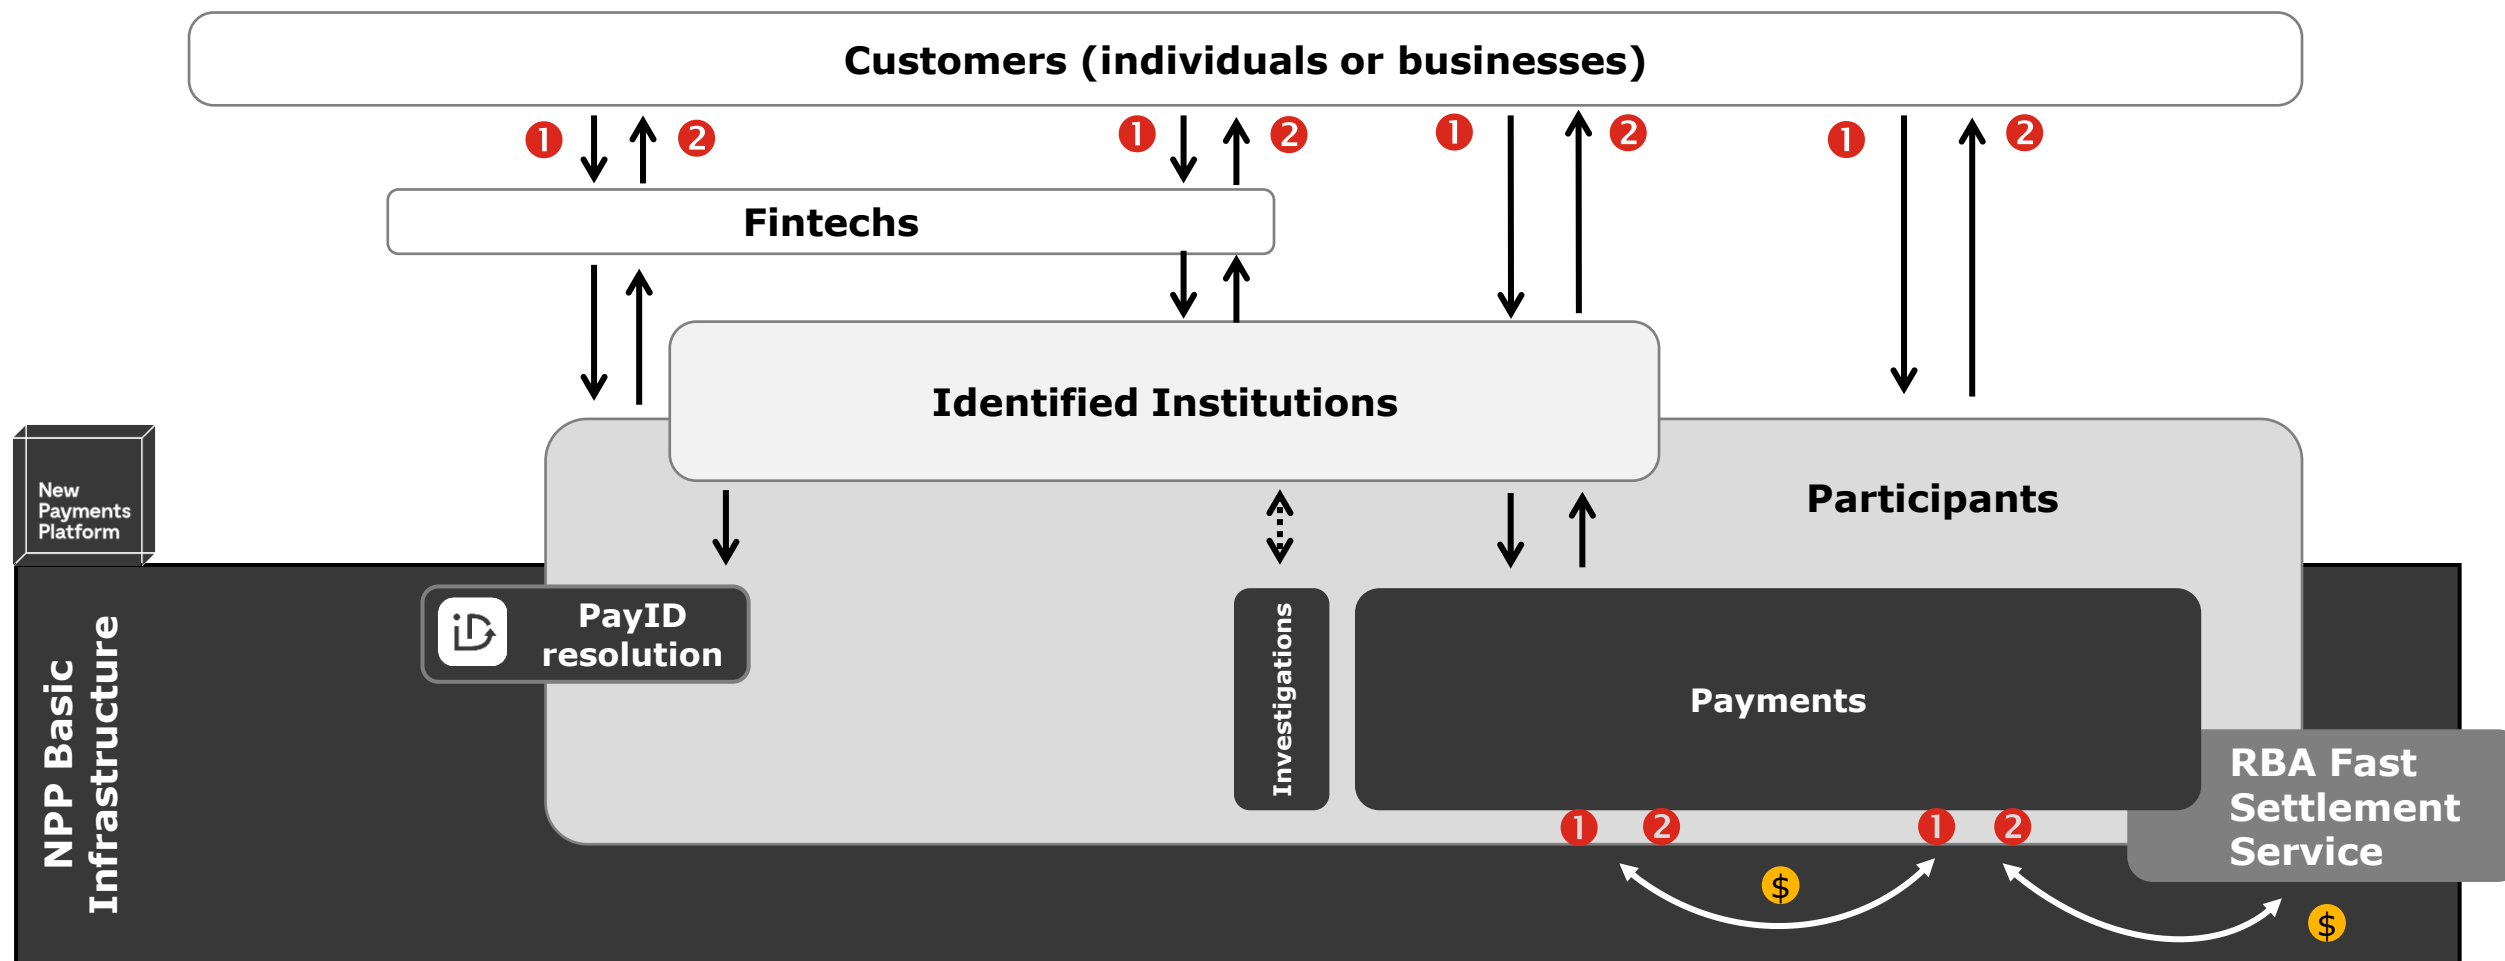 Customers (individuals or businesses)
1 2 1 2 1 2 1 2
Fintechs
Identified Institutions
Participants
New
Payments
Platform
NPP Basic
Infrastructure
iD
PayID
resolution
Investigations
Payments
RBA Fast
Settlement
Service
1 2 1 2
$
$